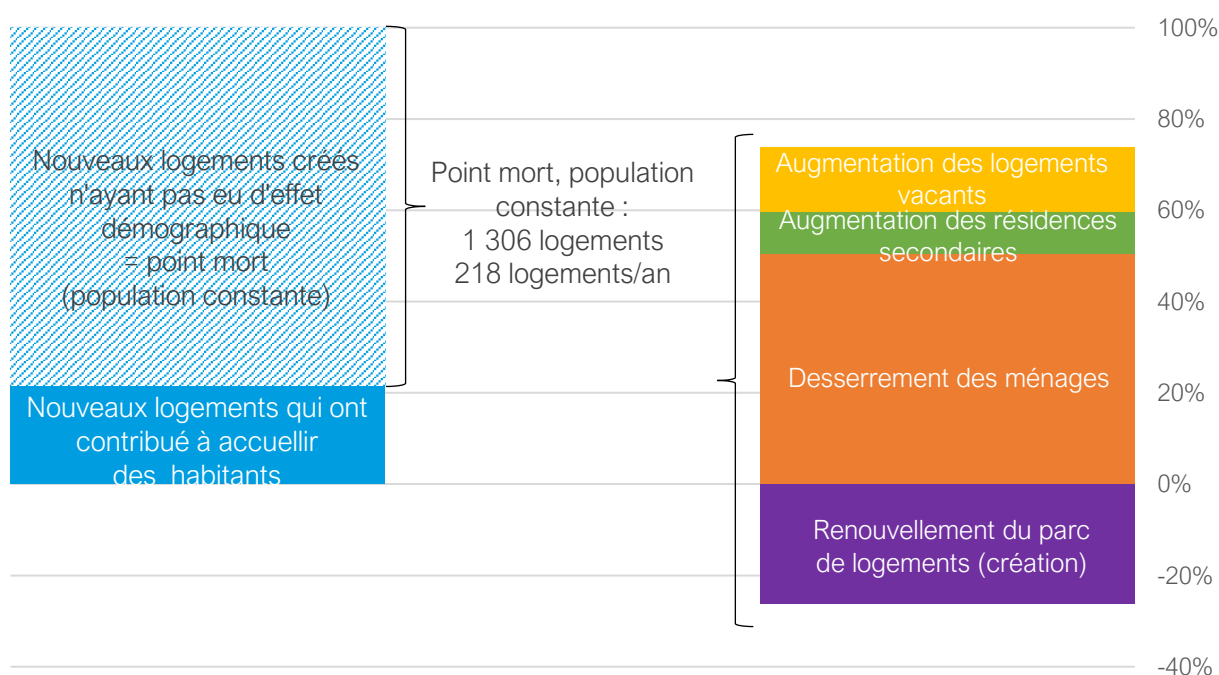 Nouveaux logements créés
n'ayant pas eu d'effet
démographique
= point mort
(population constante)
Nouveaux logements qui ont
contribué à accuellir
des habitants
Point mort, population
constante :
1 306 logements
218 logements/an
Augmentation des logements
vacants
Augmentation des résidences
secondaires
Desserrement des ménages
Renouvellement du parc
de logements (création)
100%
80%
60%
40%
20%
0%
-20%
-40%